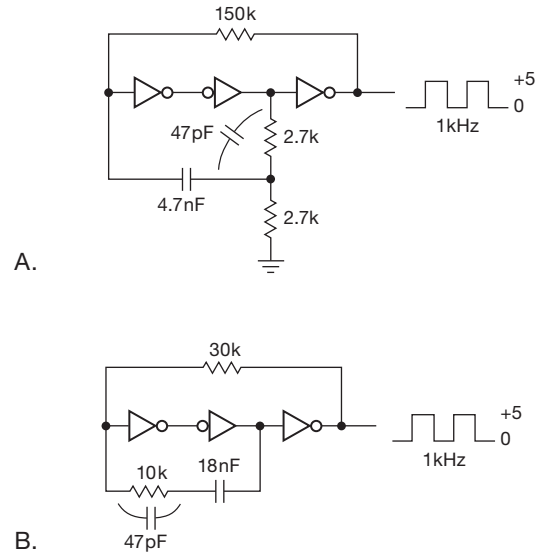 150k
47pF
2.7k
+5
0
1kHz
4.7nF
2.7k
A.
30k
+5
0
1kHz
10k
18nF
47pF
B.